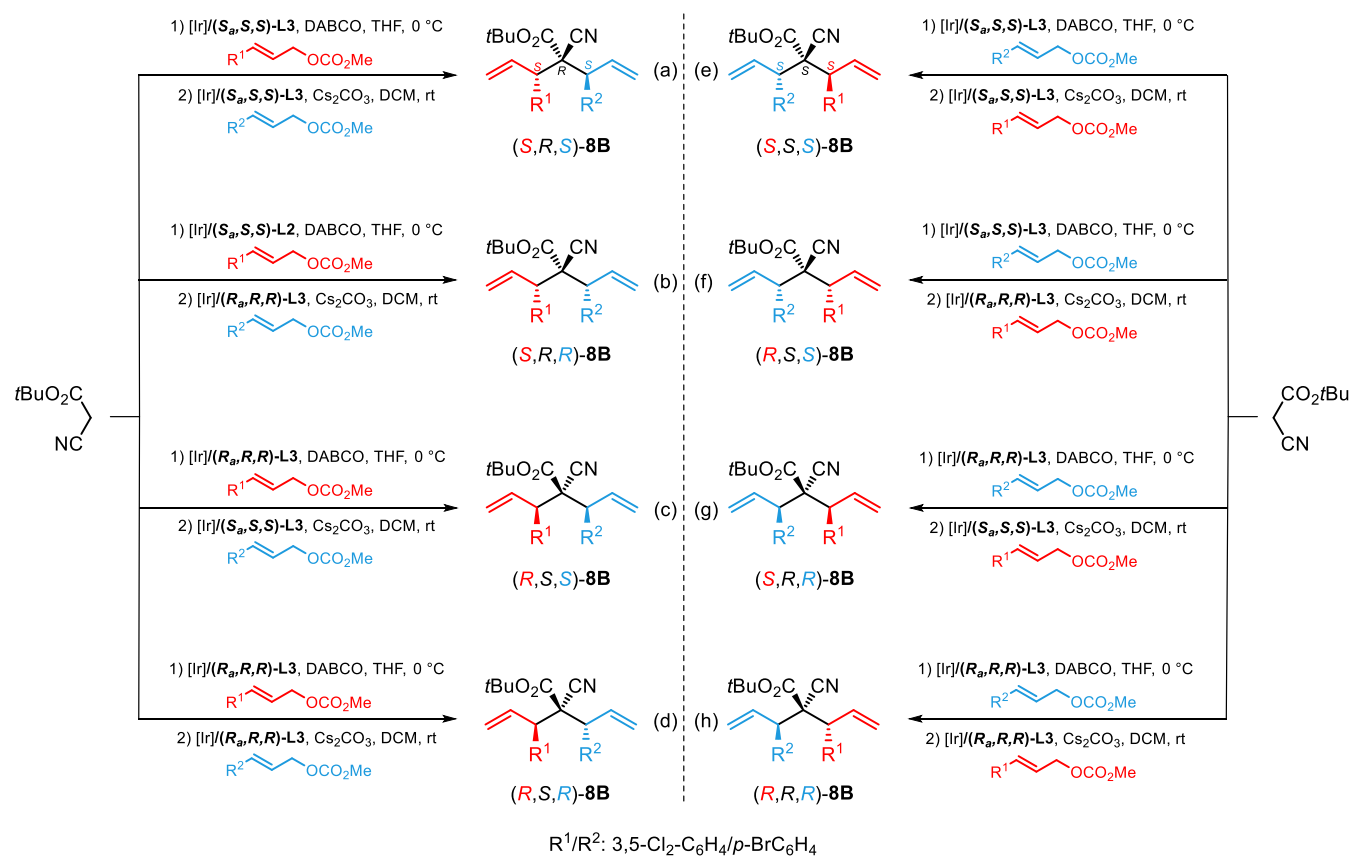 1) [Ir]/(Sa,S,S)-L3, DABCO, THF, 0 °C
R1 OCO2Me
2) [Ir]/(Sa,S,S)-L3, Cs2CO3, DCM, rt
R2 OCO2Me
tBuO2C CN
S R S
R1 R2
(S,R,S)-8B
(a)
(e)
tBuO2C CN
S S S
R2 R1
(S,S,S)-8B
1) [Ir]/(Sa,S,S)-L3, DABCO, THF, 0 °C
R2 OCO2Me
2) [Ir]/(Sa,S,S)-L3, Cs2CO3, DCM, rt
R1 OCO2Me
1) [Ir]/(Sa,S,S)-L2, DABCO, THF, 0 °C
R1 OCO2Me
2) [Ir]/(Ra,R,R)-L3, Cs2CO3, DCM, rt
R2 OCO2Me
tBuO2C CN
R1 R2
(S,R,R)-8B
(b)
(f)
tBuO2C CN
R2 R1
(R,S,S)-8B
1) [Ir]/(Sa,S,S)-L3, DABCO, THF, 0 °C
R2 OCO2Me
2) [Ir]/(Ra,R,R)-L3, Cs2CO3, DCM, rt
R1 OCO2Me
tBuO2C
NC
CO2tBu
CN
1) [Ir]/(Ra,R,R)-L3, DABCO, THF, 0 °C
R1 OCO2Me
2) [Ir]/(Sa,S,S)-L3, Cs2CO3, DCM, rt
R2 OCO2Me
tBuO2C CN
R1 R2
(R,S,S)-8B
(c)
(g)
tBuO2C CN
R2 R1
(S,R,R)-8B
1) [Ir]/(Ra,R,R)-L3, DABCO, THF, 0 °C
R2 OCO2Me
2) [Ir]/(Sa,S,S)-L3, Cs2CO3, DCM, rt
R1 OCO2Me
1) [Ir]/(Ra,R,R)-L3, DABCO, THF, 0 °C
R1 OCO2Me
2) [Ir]/(Ra,R,R)-L3, Cs2CO3, DCM, rt
R2 OCO2Me
tBuO2C CN
R1 R2
(R,S,R)-8B
(d)
(h)
tBuO2C CN
R2 R1
(R,R,R)-8B
1) [Ir]/(Ra,R,R)-L3, DABCO, THF, 0 °C
R2 OCO2Me
2) [Ir]/(Ra,R,R)-L3, Cs2CO3, DCM, rt
R1 OCO2Me
R1/R2: 3,5-Cl2-C6H4/p-BrC6H4